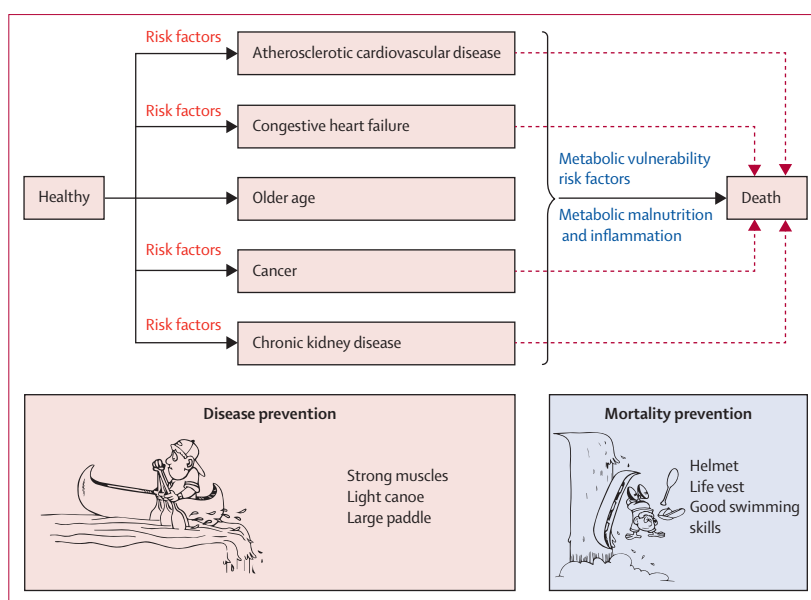 Risk factors
Atherosclerotic cardiovascular disease
Risk factors
Congestive heart failure
Metabolic vulnerability
risk factors
Healthy
Older age
Death
Metabolic malnutrition
and inflammation
Risk factors
Cancer
Risk factors
Chronic kidney disease
Disease prevention
Strong muscles
Light canoe
Large paddle
Mortality prevention
Helmet
Life vest
Good swimming
skills